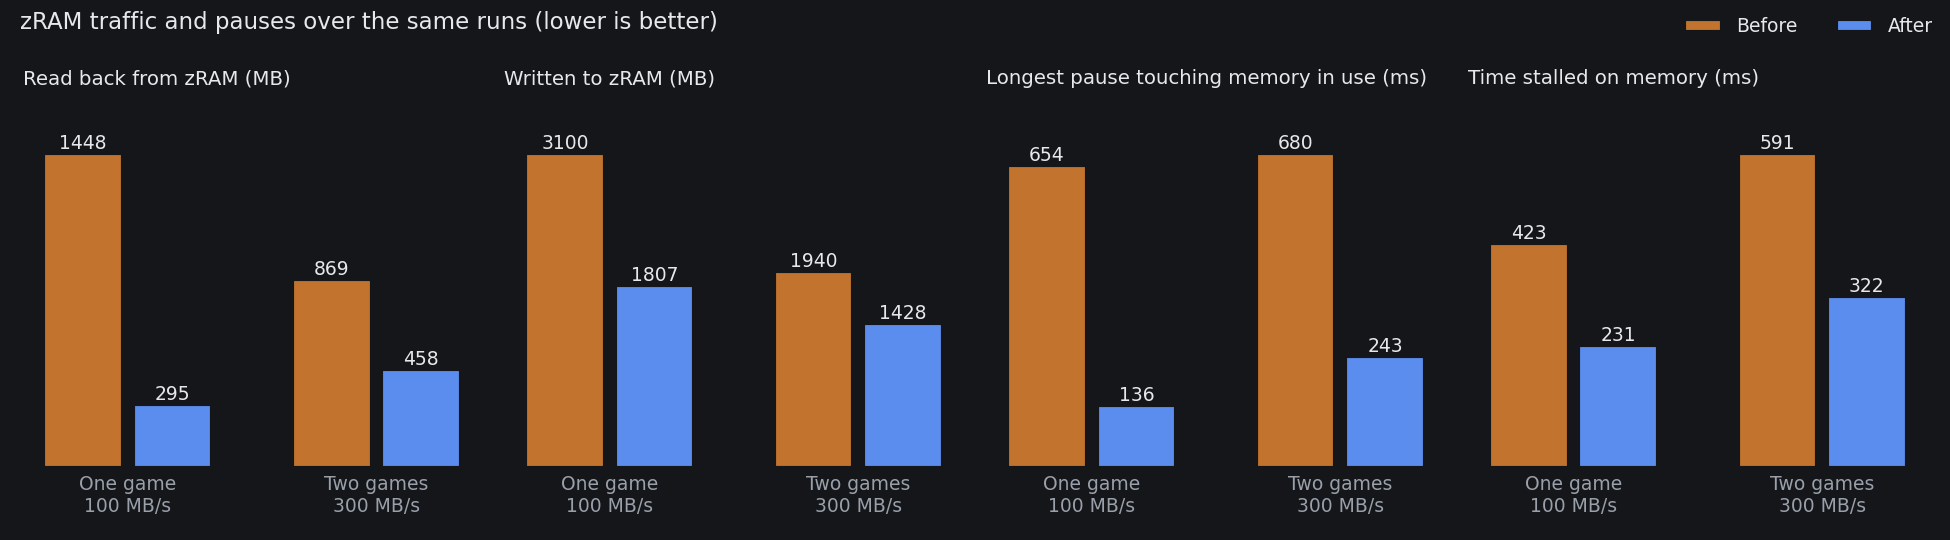 zRAM traffic and pauses over the same runs (lower is better)
Before
After
Read back from zRAM (MB)
1448
295
869
458
One game
100 MB/s
Two games
300 MB/s
Written to zRAM (MB)
3100
1807
1940
1428
One game
100 MB/s
Two games
300 MB/s
Longest pause touching memory in use (ms)
654
136
680
243
One game
100 MB/s
Two games
300 MB/s
Time stalled on memory (ms)
423
231
591
322
One game
100 MB/s
Two games
300 MB/s